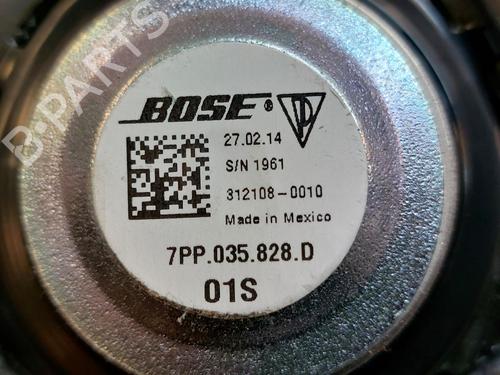 B-PARTS
BOSE®
27.02.14
S/N 1961
312108-0010
Made in Mexico
7PP.035.828.D
01S